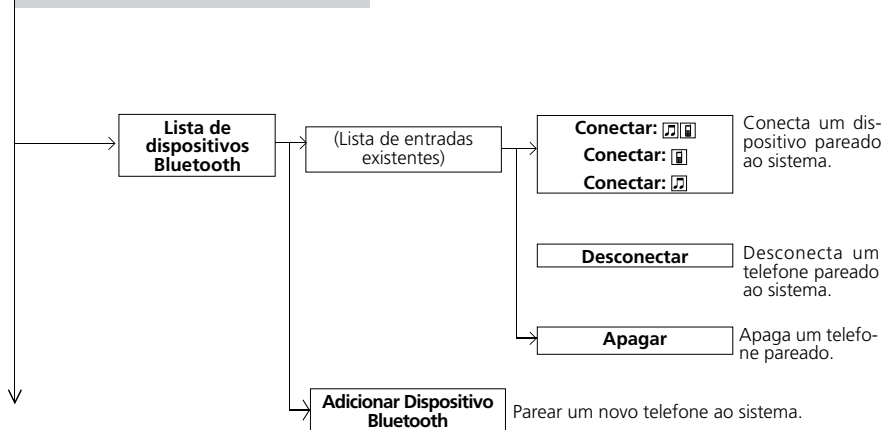 Lista de
dispositivos
Bluetooth
(Lista de entradas
existentes)
Conectar:
Conectar:
Conectar:
Conecta um dis-
positivo pareado
ao sistema.
Desconectar
Desconecta um
telefone pareado
ao sistema.
Apagar
Apaga um telefo-
ne pareado.
Adicionar Dispositivo
Bluetooth
Parear um novo telefone ao sistema.